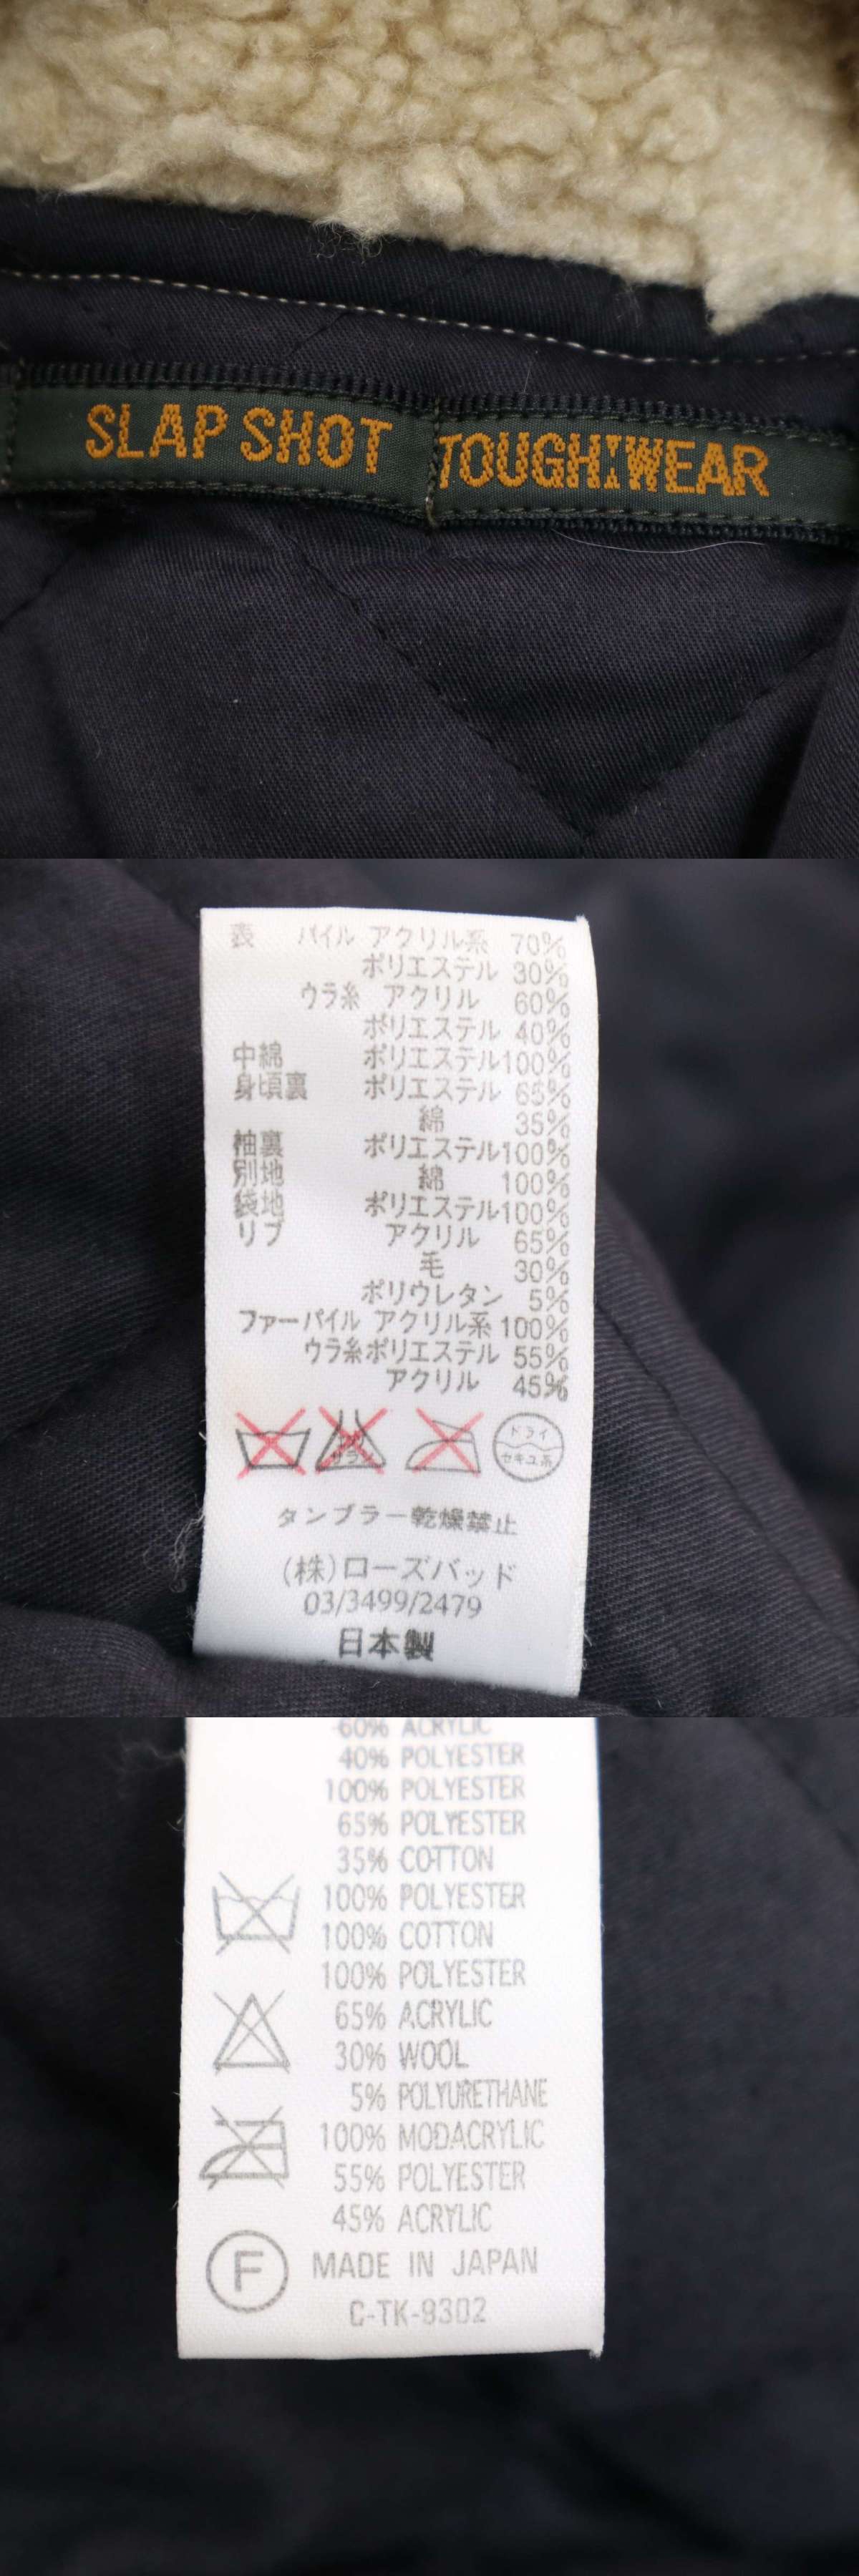 SLAP SHOT TOUGH WEAR
表 パイル アクリル系 70%
ポリエステル 30%
ウラ糸 アクリル 60%
ポリエステル 40%
中綿 ポリエステル100%
身頃裏 ポリエステル 65%
綿 35%
袖裏 ポリエステル100%
別地 綿 100%
袋地 ポリエステル100%
リブ アクリル 65%
毛 30%
ポリウレタン 5%
ファーパイル アクリル系 100%
ウラ糸ポリエステル 55%
アクリル 45%
ドライ
セキユ系
タンブラー乾燥禁止
(株)ローズバッド
03/3499/2479
日本製
60% ACRYLIC
40% POLYESTER
100% POLYESTER
65% POLYESTER
35% COTTON
100% POLYESTER
100% COTTON
100% POLYESTER
65% ACRYLIC
30% WOOL
5% POLYURETHANE
100% MODACRYLIC
55% POLYESTER
45% ACRYLIC
F MADE IN JAPAN
C-TK-9302